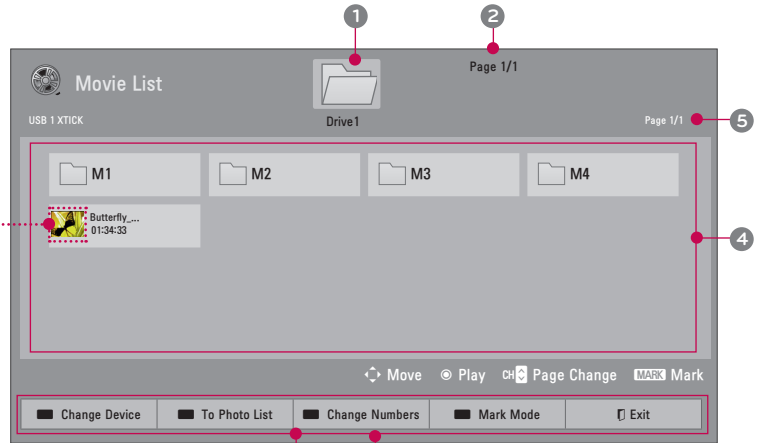 1
2
Page 1/1
Movie List
USB 1 XTICK
Drive1
Page 1/1
5
M1
M2
M3
M4
Butterfly_...
01:34:33
4
Move
Play
CH Page Change
MARK Mark
Change Device
To Photo List
Change Numbers
Mark Mode
Exit